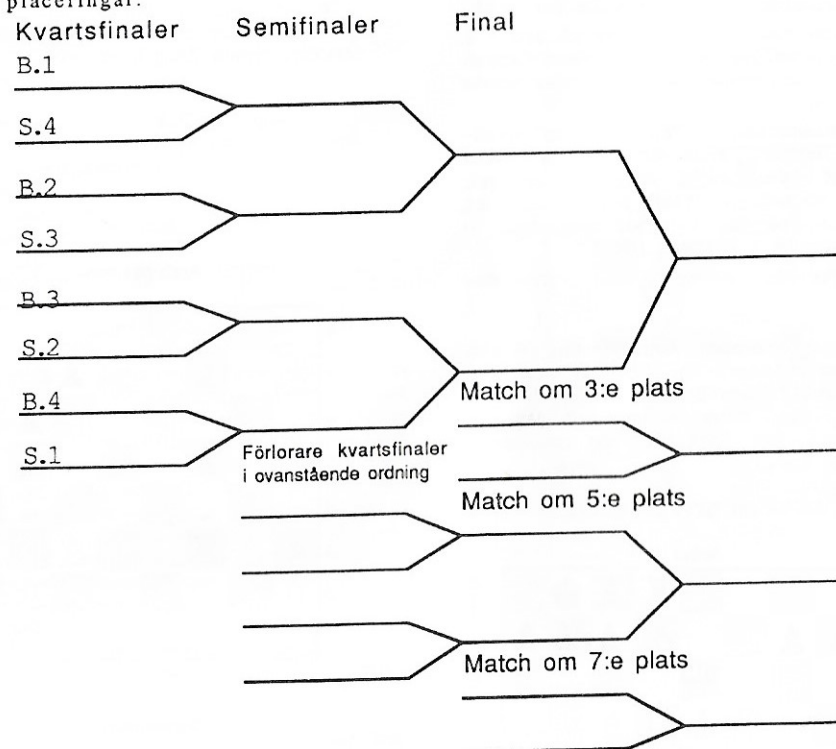 placeringar.
Kvartsfinaler Semifinaler Final
B.1
S.4
B.2
S.3
B.3
S.2
B.4
S.1
Match om 3:e plats
Förlorare kvartsfinaler
i ovanstående ordning
Match om 5:e plats
Match om 7:e plats